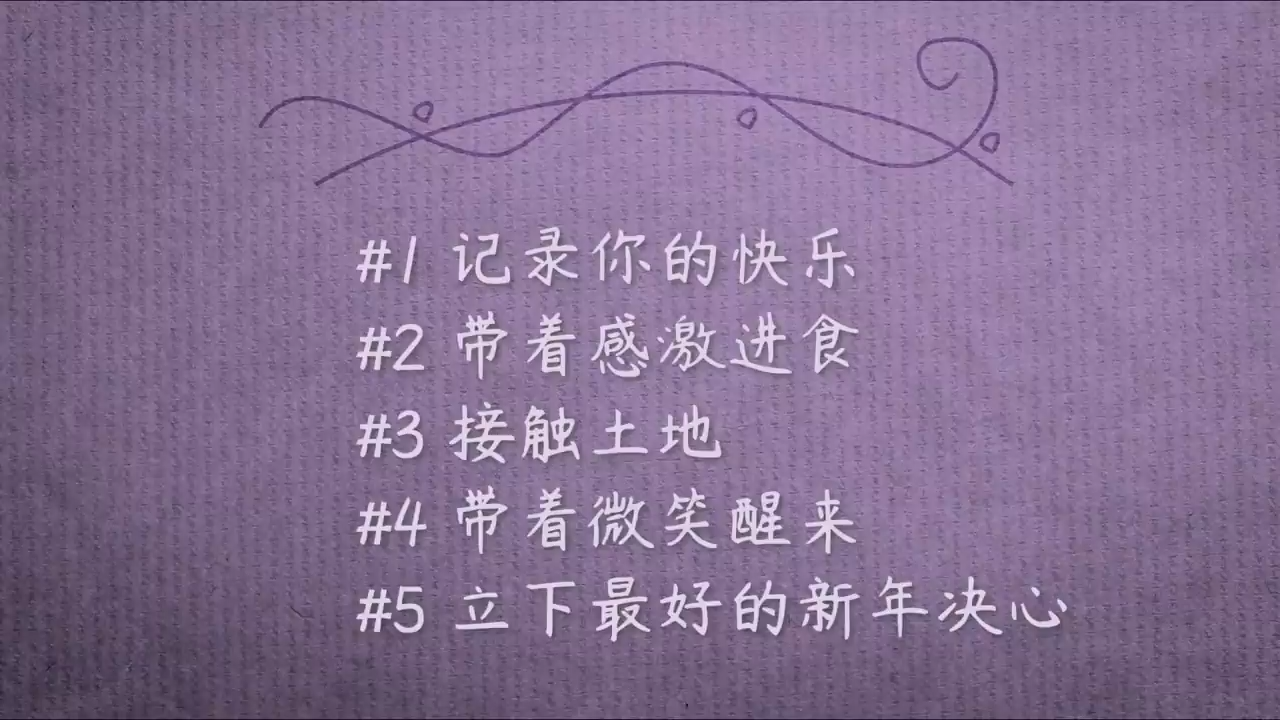 #1 记录你的快乐
#2 带着感激进食
#3 接触土地
#4 带着微笑醒来
#5 立下最好的新年决心